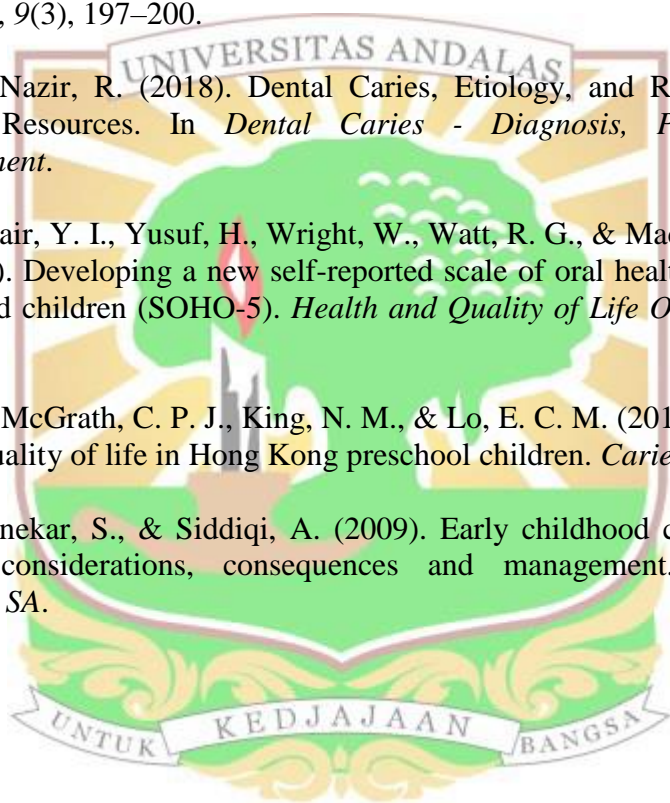 , 9(3), 197–200.
UNIVERSITAS ANDALAS
Nazir, R. (2018). Dental Caries, Etiology, and R
Resources. In Dental Caries - Diagnosis, P
ment.
air, Y. I., Yusuf, H., Wright, W., Watt, R. G., & Mac
). Developing a new self-reported scale of oral health
d children (SOHO-5). Health and Quality of Life O
McGrath, C. P. J., King, N. M., & Lo, E. C. M. (201
uality of life in Hong Kong preschool children. Carie
nekar, S., & Siddiqi, A. (2009). Early childhood c
considerations, consequences and management.
SA.
UNTUK KEDJAJAAN BANGSA